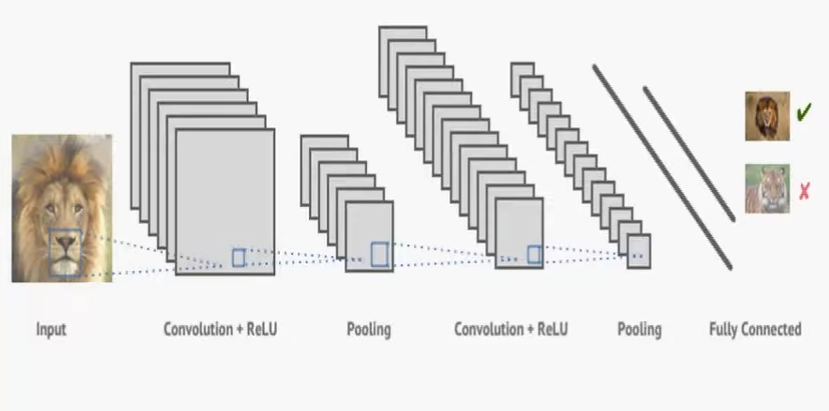 Input
Convolution + ReLU
Pooling
Convolution + ReLU
Pooling
Fully Connected